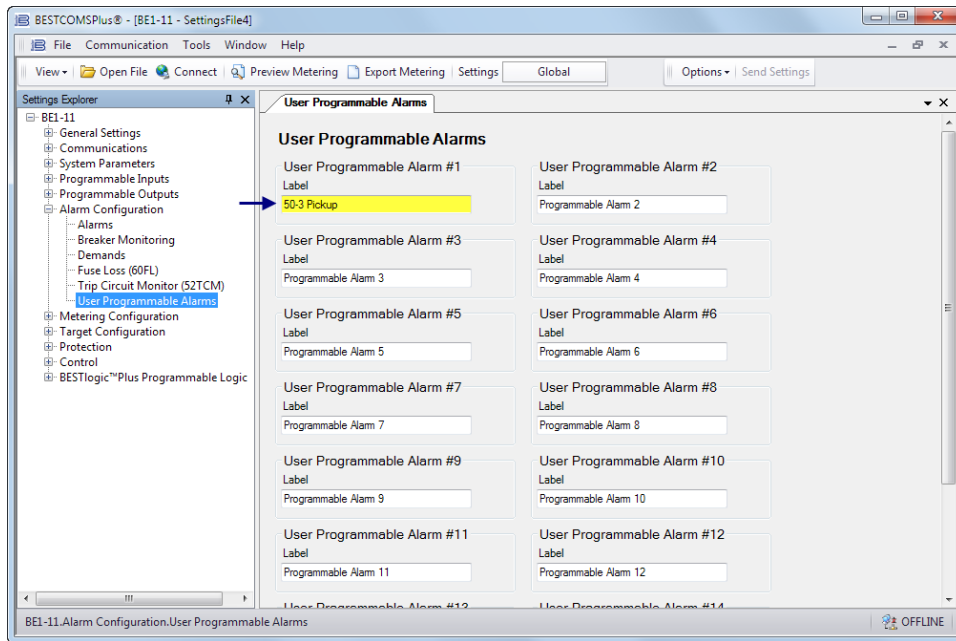 BESTCOMSPlus® - [BE1-11 - SettingsFile4]
File Communication Tools Window Help
View Open File Connect Preview Metering Export Metering Settings Global Options Send Settings
Settings Explorer
BE1-11
General Settings
Communications
System Parameters
Programmable Inputs
Programmable Outputs
Alarm Configuration
Alarms
Breaker Monitoring
Demands
Fuse Loss (60FL)
Trip Circuit Monitor (52TCM)
User Programmable Alarms
Metering Configuration
Target Configuration
Protection
Control
BESTlogic™Plus Programmable Logic
User Programmable Alarms
User Programmable Alarms
User Programmable Alarm #1
Label
50-3 Pickup
User Programmable Alarm #2
Label
Programmable Alarm 2
User Programmable Alarm #3
Label
Programmable Alarm 3
User Programmable Alarm #4
Label
Programmable Alarm 4
User Programmable Alarm #5
Label
Programmable Alarm 5
User Programmable Alarm #6
Label
Programmable Alarm 6
User Programmable Alarm #7
Label
Programmable Alarm 7
User Programmable Alarm #8
Label
Programmable Alarm 8
User Programmable Alarm #9
Label
Programmable Alarm 9
User Programmable Alarm #10
Label
Programmable Alarm 10
User Programmable Alarm #11
Label
Programmable Alarm 11
User Programmable Alarm #12
Label
Programmable Alarm 12
User Programmable Alarm #13
User Programmable Alarm #14
BE1-11.Alarm Configuration.User Programmable Alarms
OFFLINE